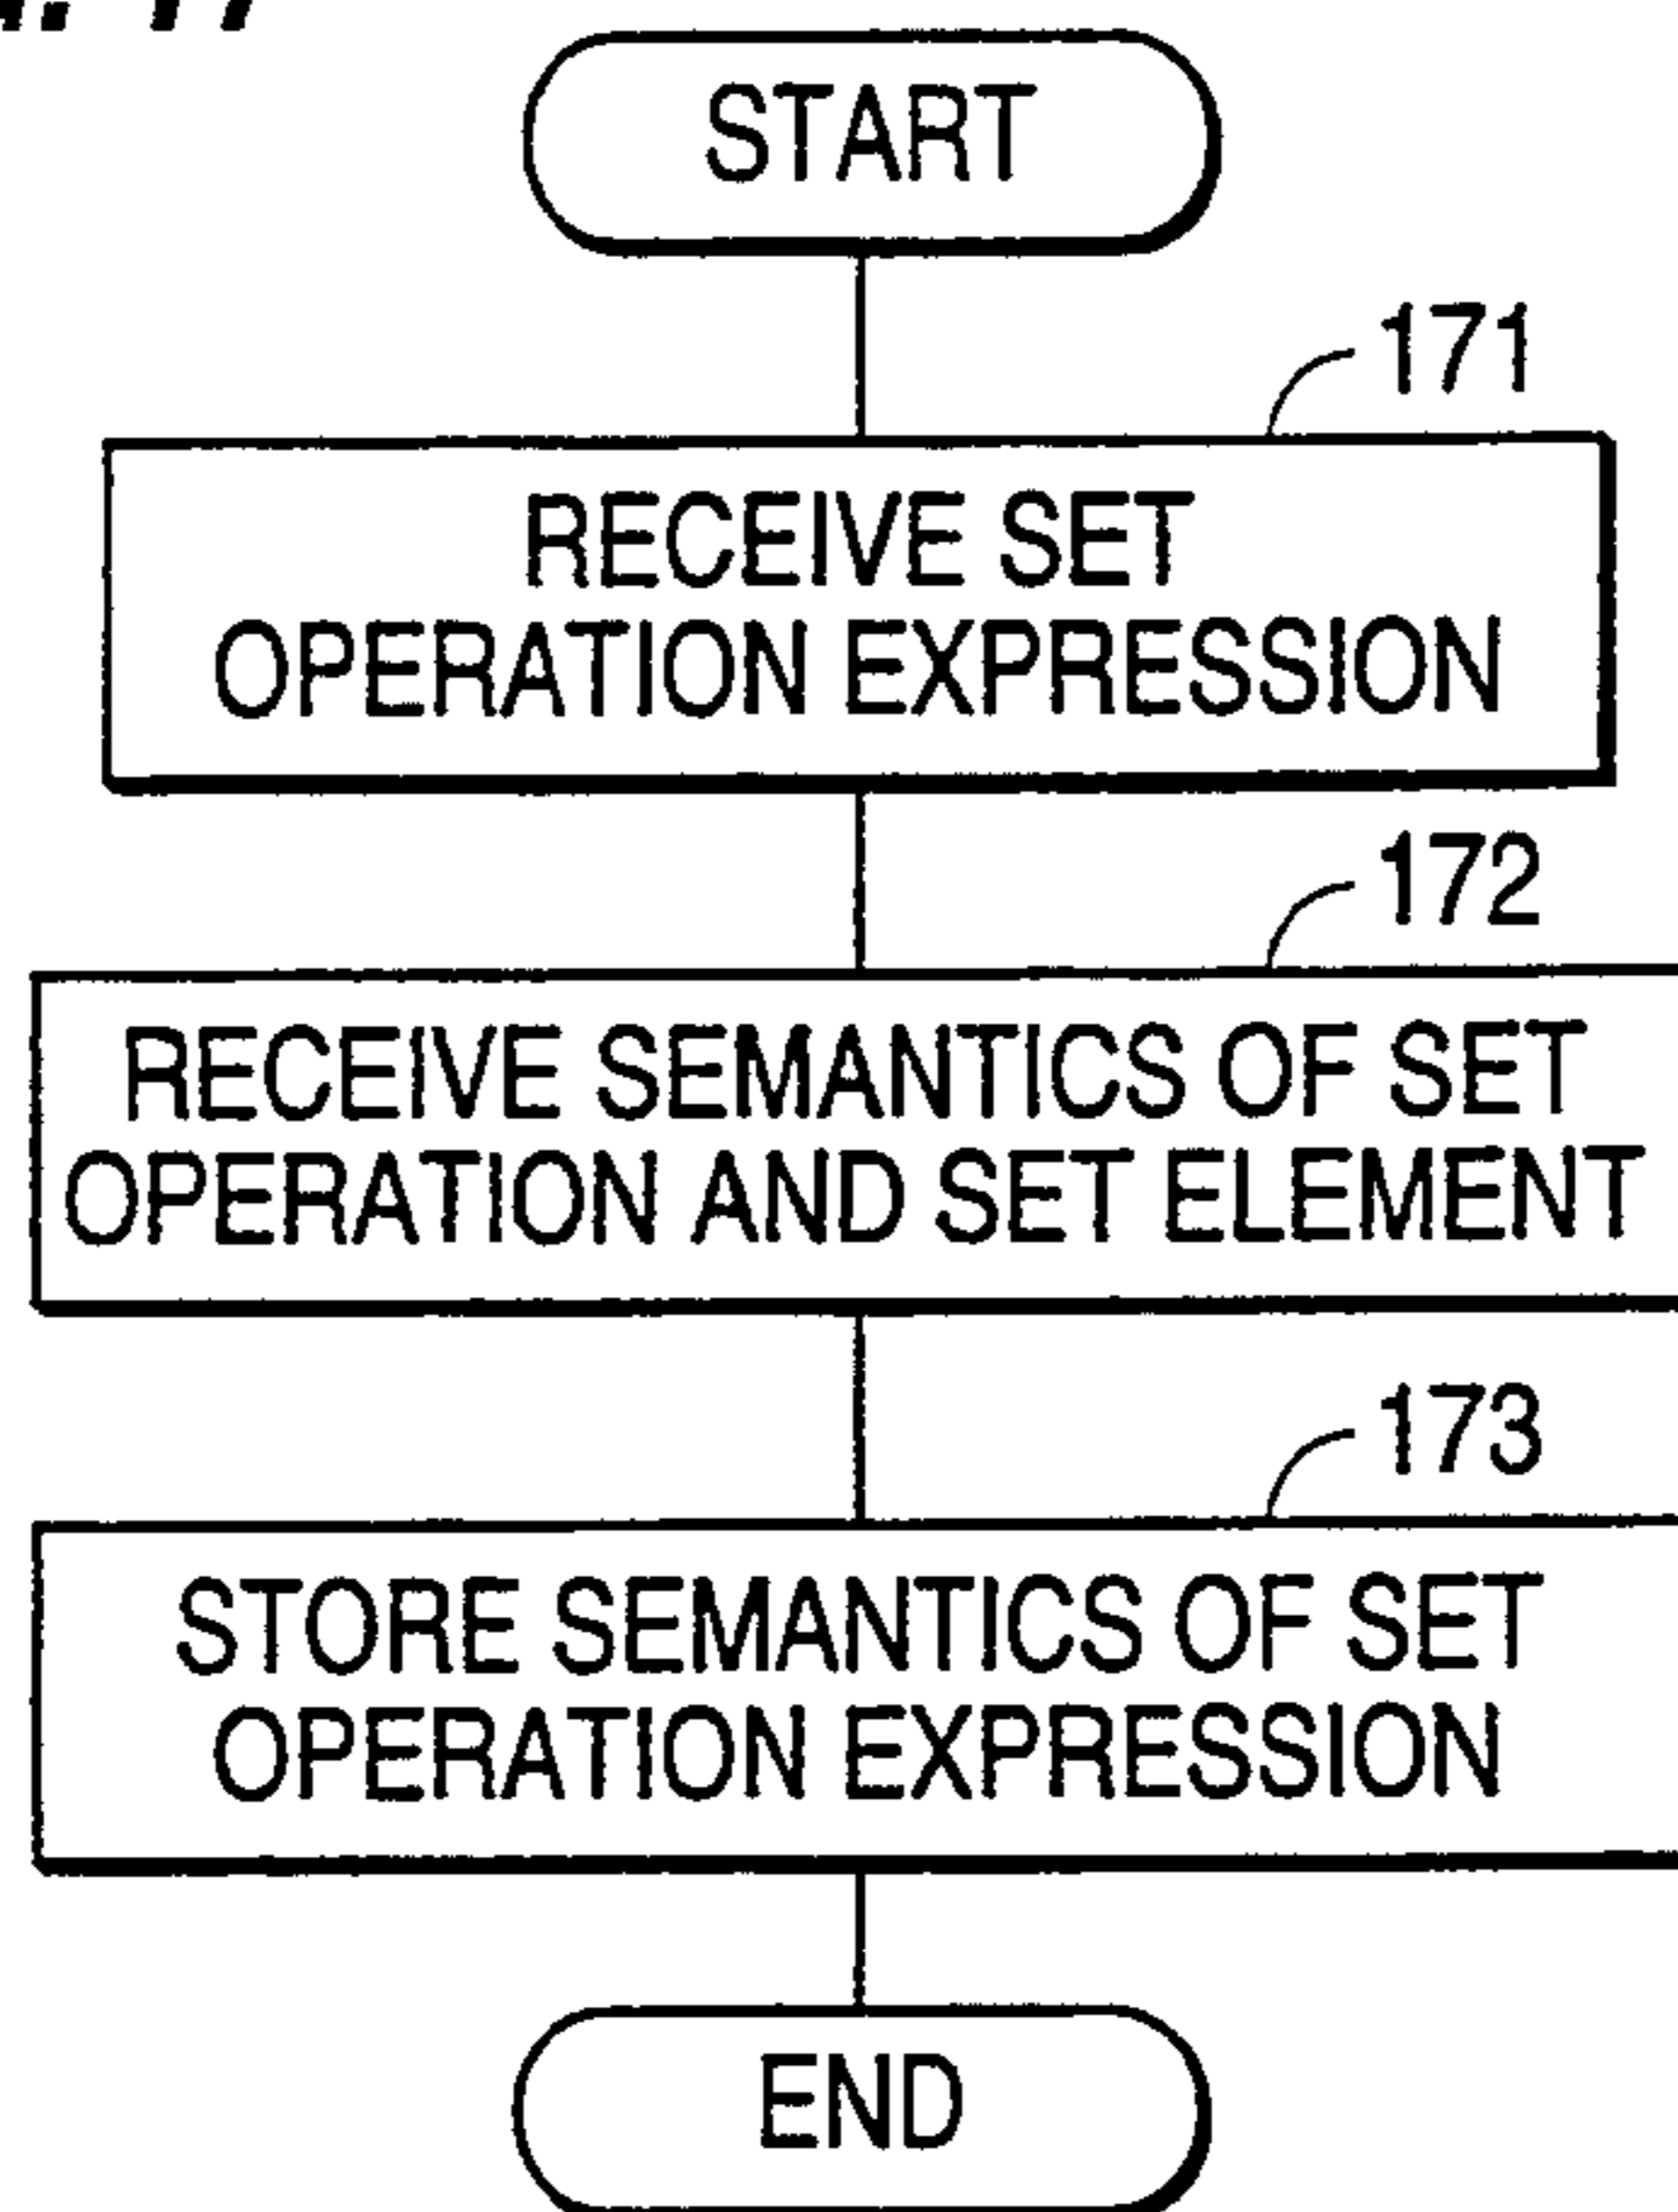 START
171
RECEIVE SET
OPERATION EXPRESSION
172
RECEIVE SEMANTICS OF SET
OPERATION AND SET ELEMENT
173
STORE SEMANTICS OF SET
OPERATION EXPRESSION
END